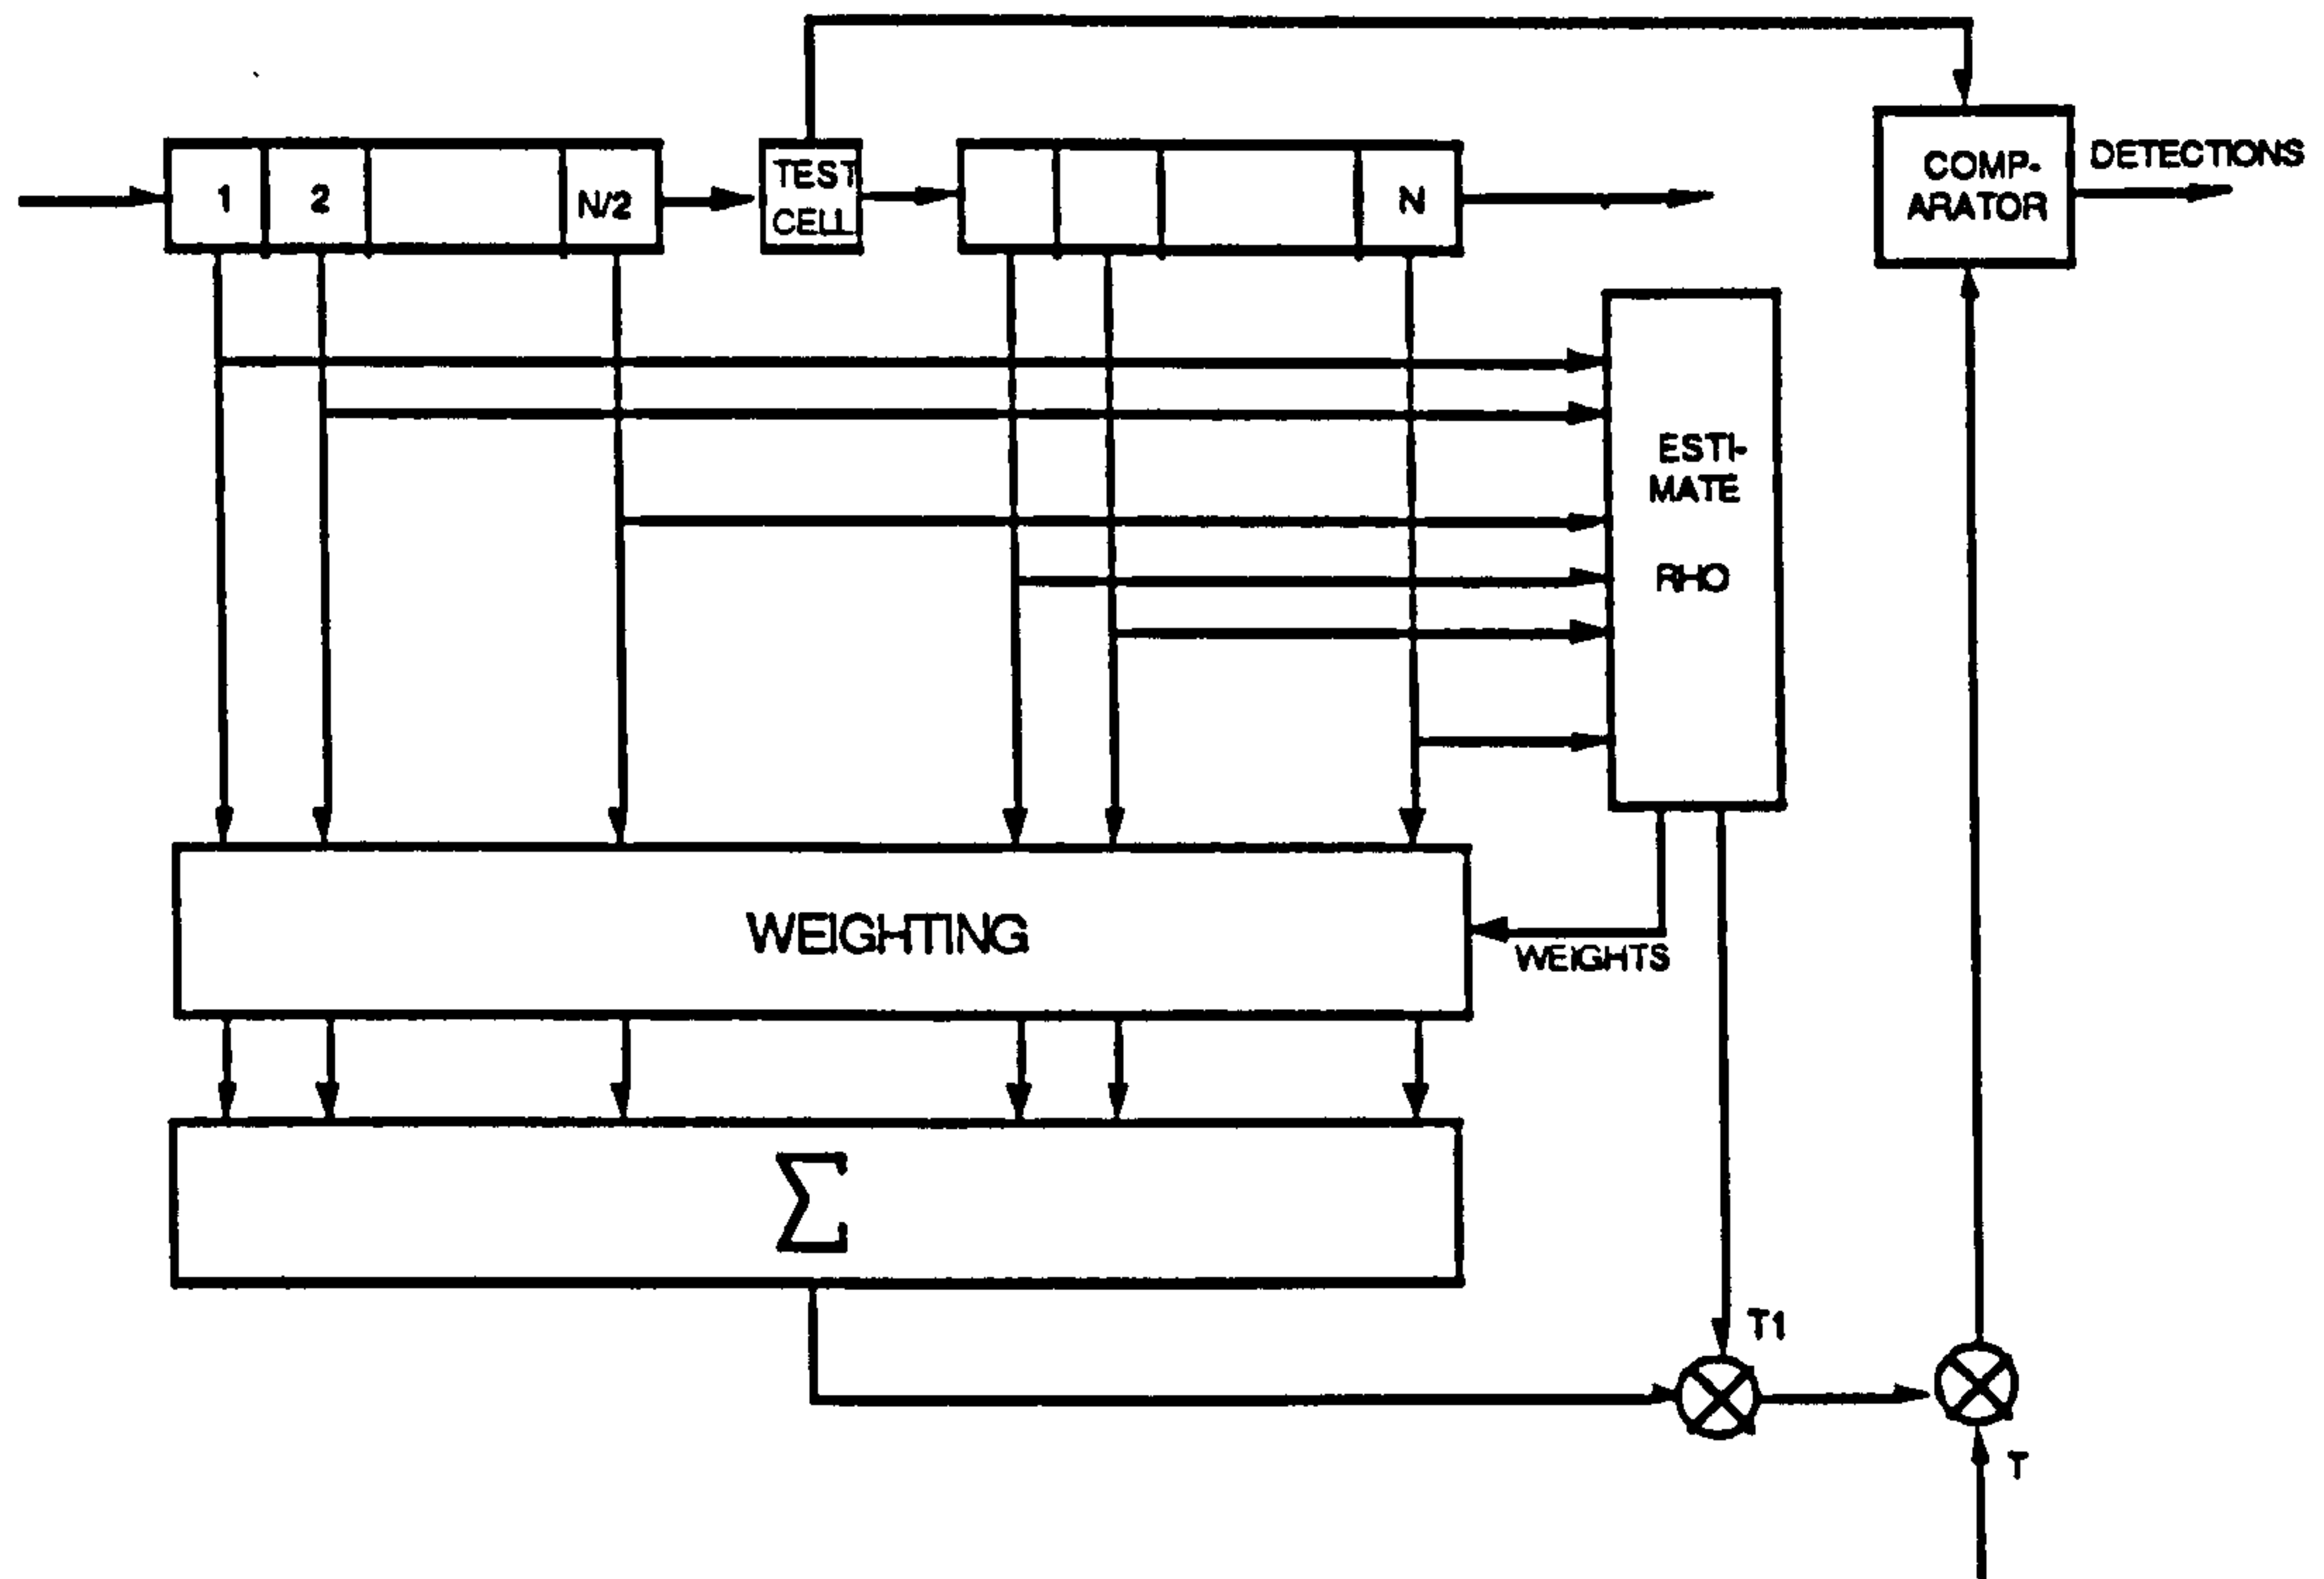 1
2
N/2
TEST
CELL
N
COMP-
ARATOR
DETECTIONS
ESTI-
MATE
RHO
WEIGHTING
WEIGHTS
Σ
T1
T